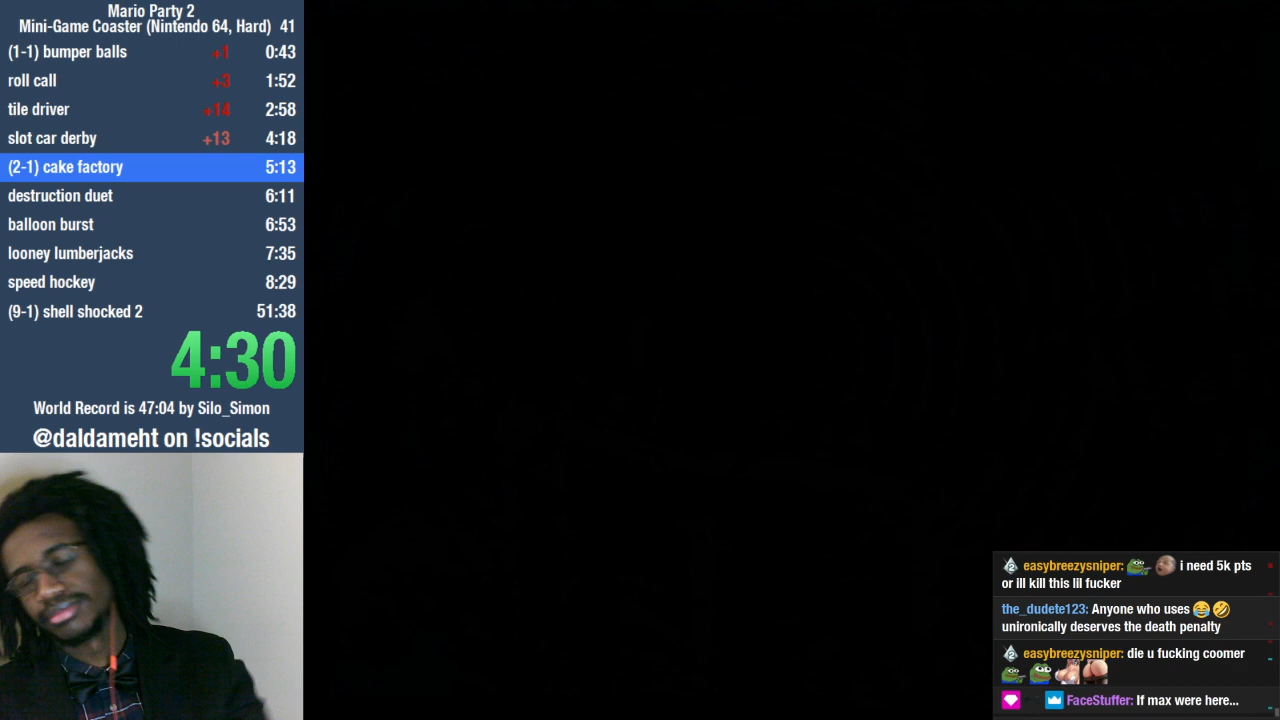 Mario Party 2
Mini-Game Coaster (Nintendo 64, Hard) 41
(1-1) bumper balls +1 0:43
roll call +3 1:52
tile driver +14 2:58
slot car derby +13 4:18
(2-1) cake factory 5:13
destruction duet 6:11
balloon burst 6:53
looney lumberjacks 7:35
speed hockey 8:29
(9-1) shell shocked 2 51:38
4:30
World Record is 47:04 by Silo_Simon
@daldameht on !socials
2 easybreezysniper: i need 5k pts
or ill kill this lil fucker
the_dudete123: Anyone who uses 😂🤣
unironically deserves the death penalty
2 easybreezysniper: die u fucking coomer
FaceStuffer: If max were here...